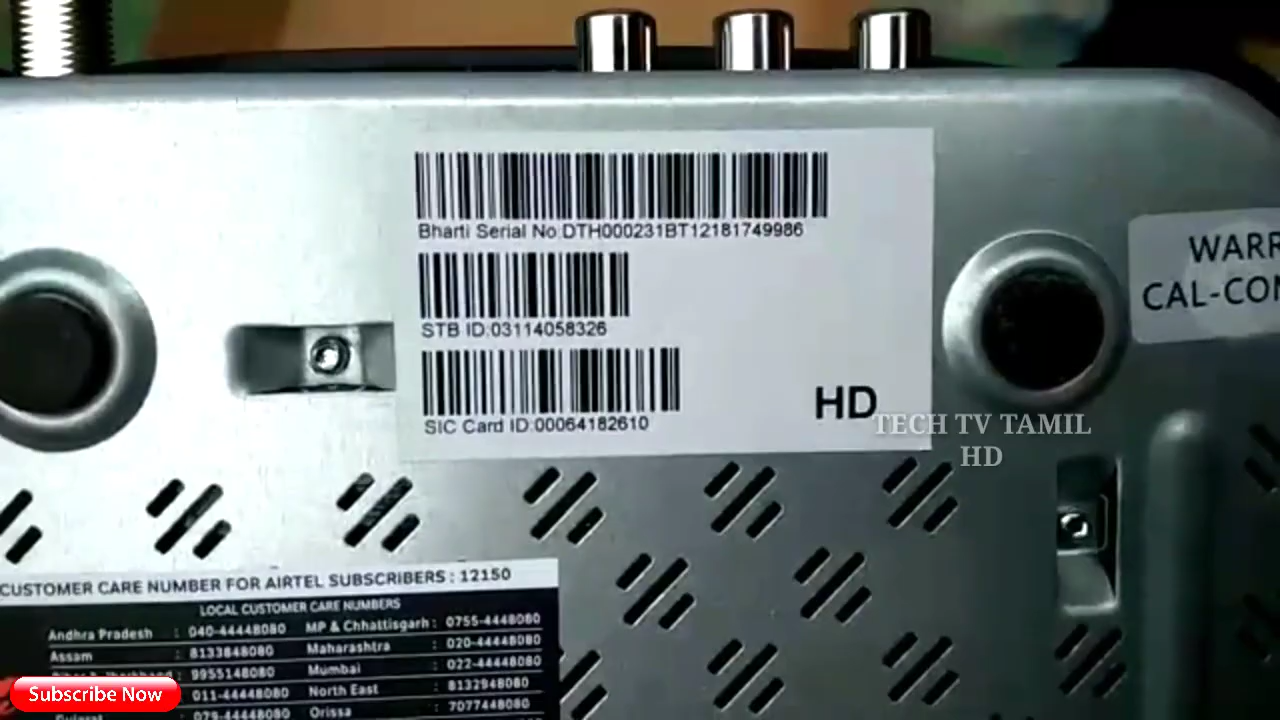 Bharti Serial No:DTH000231BT12181749986
STB ID:03114058326
SIC Card ID:00064182610
HD
WARR
CAL-CON
TECH TV TAMIL
HD
CUSTOMER CARE NUMBER FOR AIRTEL SUBSCRIBERS : 12150
LOCAL CUSTOMER CARE NUMBERS
Andhra Pradesh : 040-44448080 MP & Chhattisgarh : 0755-4448080
Assam : 8133848080 Maharashtra : 020-44448080
9955148080 Mumbai : 022-44448080
011-44448080 North East : 8132948080
Gujarat : 079-44448080 Orissa : 7077448080
Subscribe Now